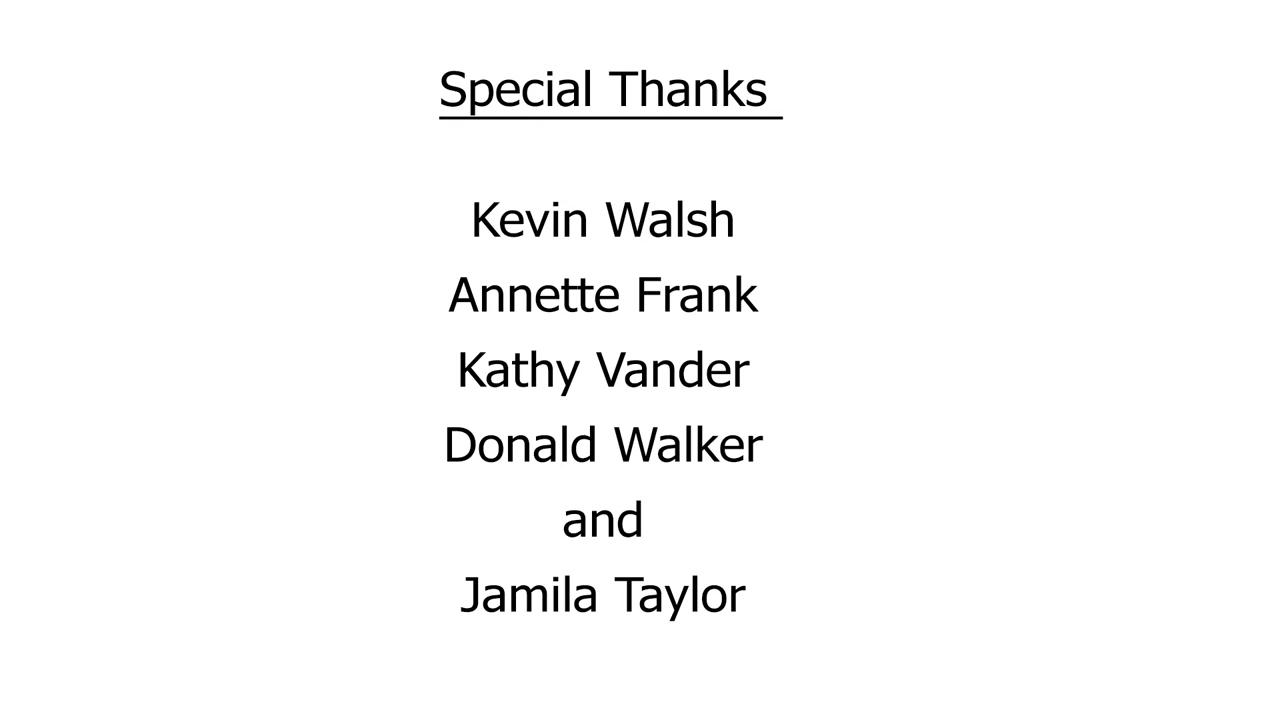 Special Thanks
Kevin Walsh
Annette Frank
Kathy Vander
Donald Walker
and
Jamila Taylor